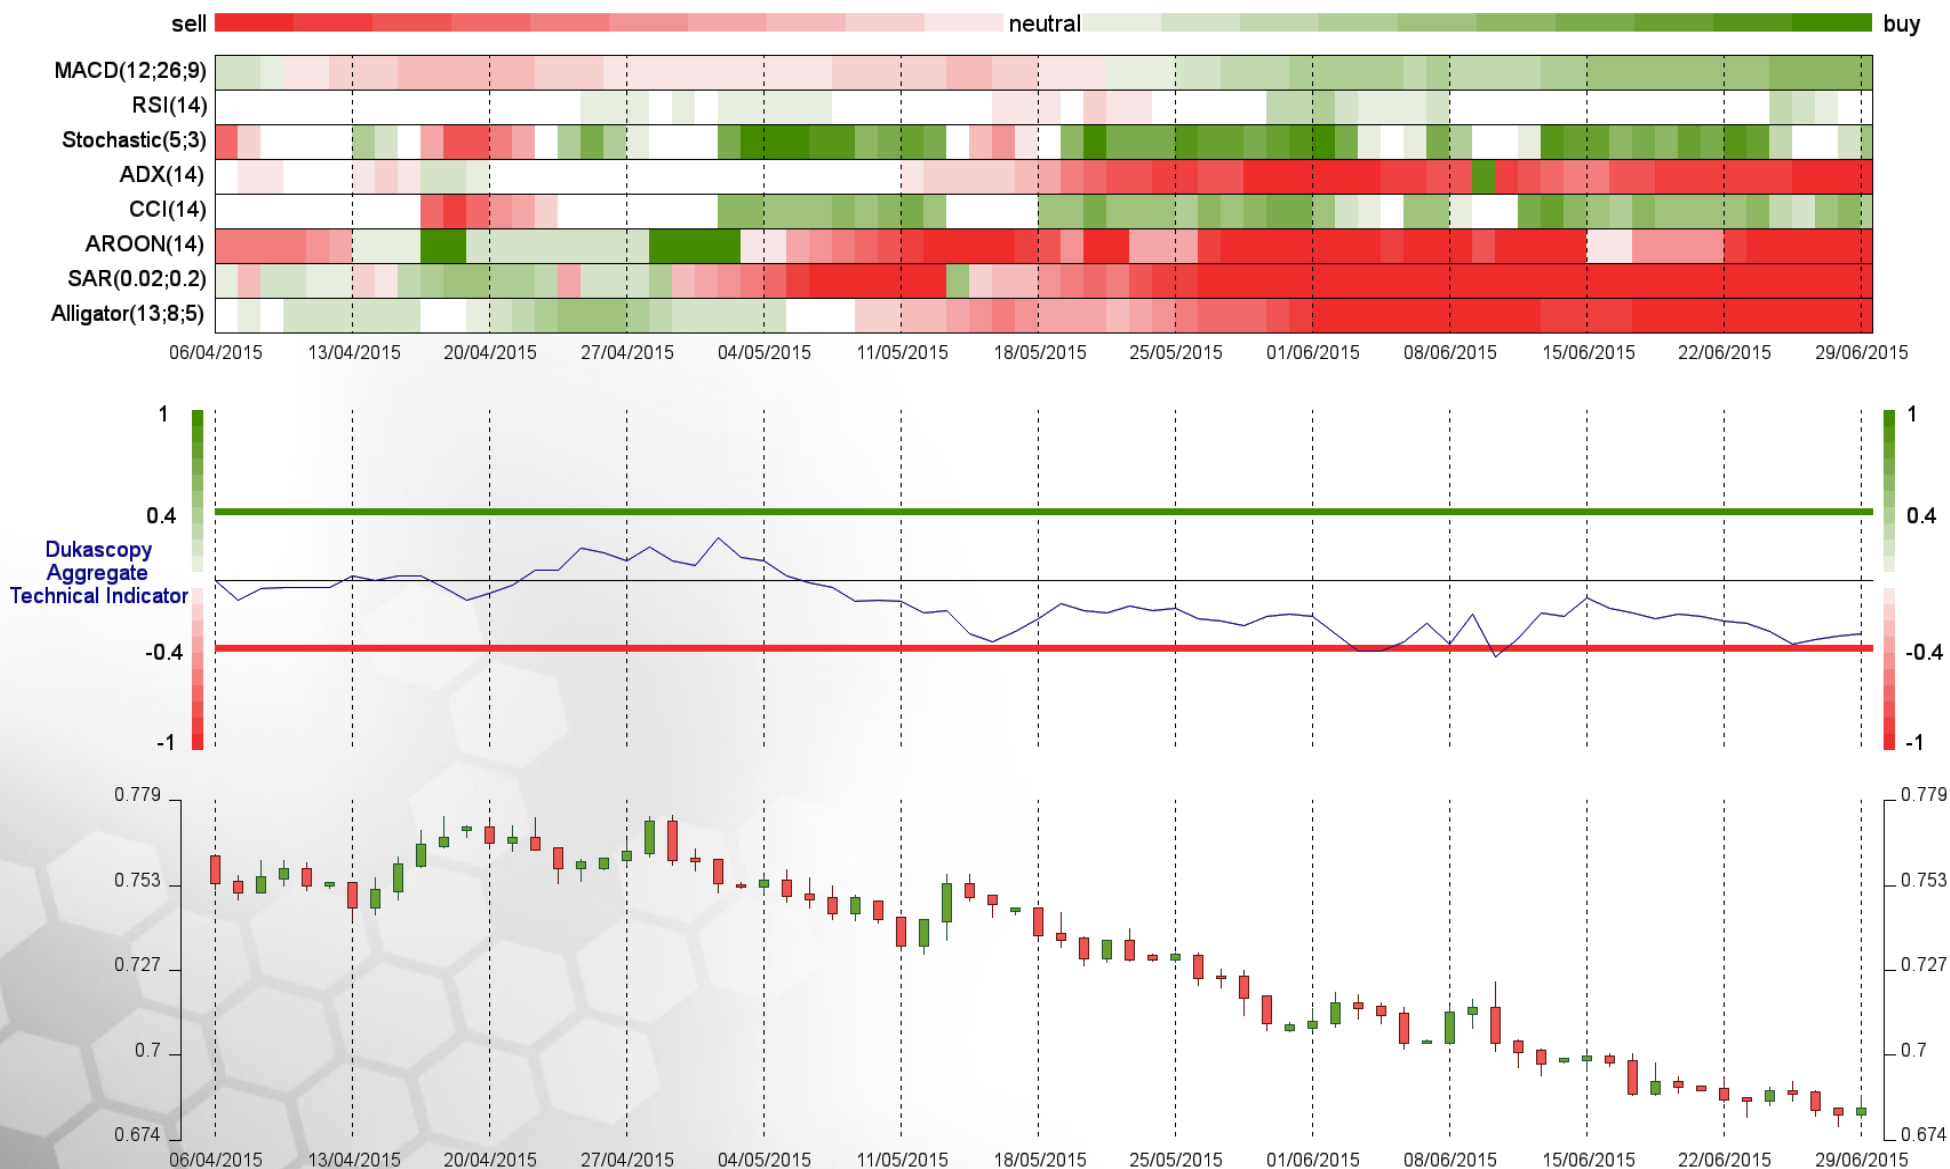 sell neutral buy
MACD(12;26;9)
RSI(14)
Stochastic(5;3)
ADX(14)
CCI(14)
AROON(14)
SAR(0.02;0.2)
Alligator(13;8;5)
06/04/2015 13/04/2015 20/04/2015 27/04/2015 04/05/2015 11/05/2015 18/05/2015 25/05/2015 01/06/2015 08/06/2015 15/06/2015 22/06/2015 29/06/2015
1 1
0.4 0.4
Dukascopy
Aggregate
Technical Indicator
-0.4 -0.4
-1 -1
0.779 0.779
0.753 0.753
0.727 0.727
0.7 0.7
0.674 0.674
06/04/2015 13/04/2015 20/04/2015 27/04/2015 04/05/2015 11/05/2015 18/05/2015 25/05/2015 01/06/2015 08/06/2015 15/06/2015 22/06/2015 29/06/2015